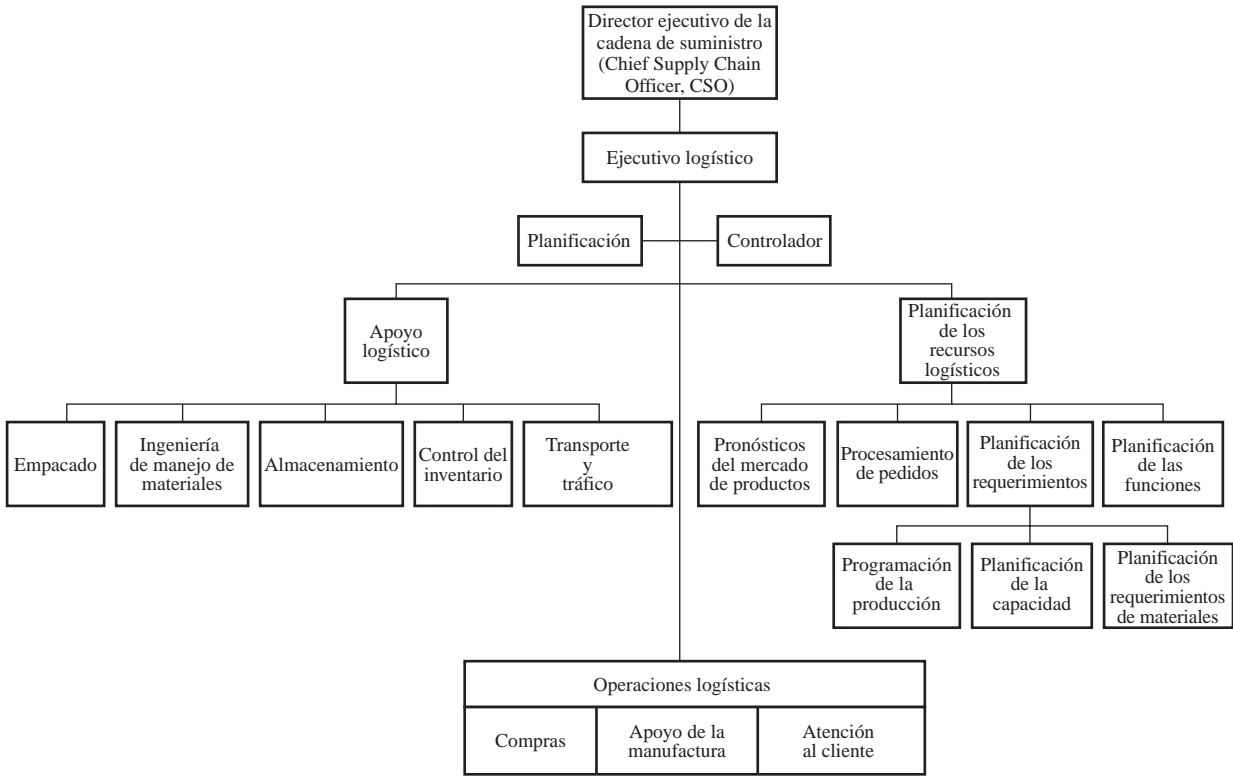 Director ejecutivo de la
cadena de suministro
(Chief Supply Chain
Officer, CSO)
Ejecutivo logístico
Planificación
Controlador
Apoyo
logístico
Planificación
de los
recursos
logísticos
Empacado
Ingeniería
de manejo de
materiales
Almacenamiento
Control del
inventario
Transporte
y
tráfico
Pronósticos
del mercado
de productos
Procesamiento
de pedidos
Planificación
de los
requerimientos
Planificación
de las
funciones
Programación
de la
producción
Planificación
de la
capacidad
Planificación
de los
requerimientos
de materiales
Operaciones logísticas
Compras
Apoyo de la
manufactura
Atención
al cliente